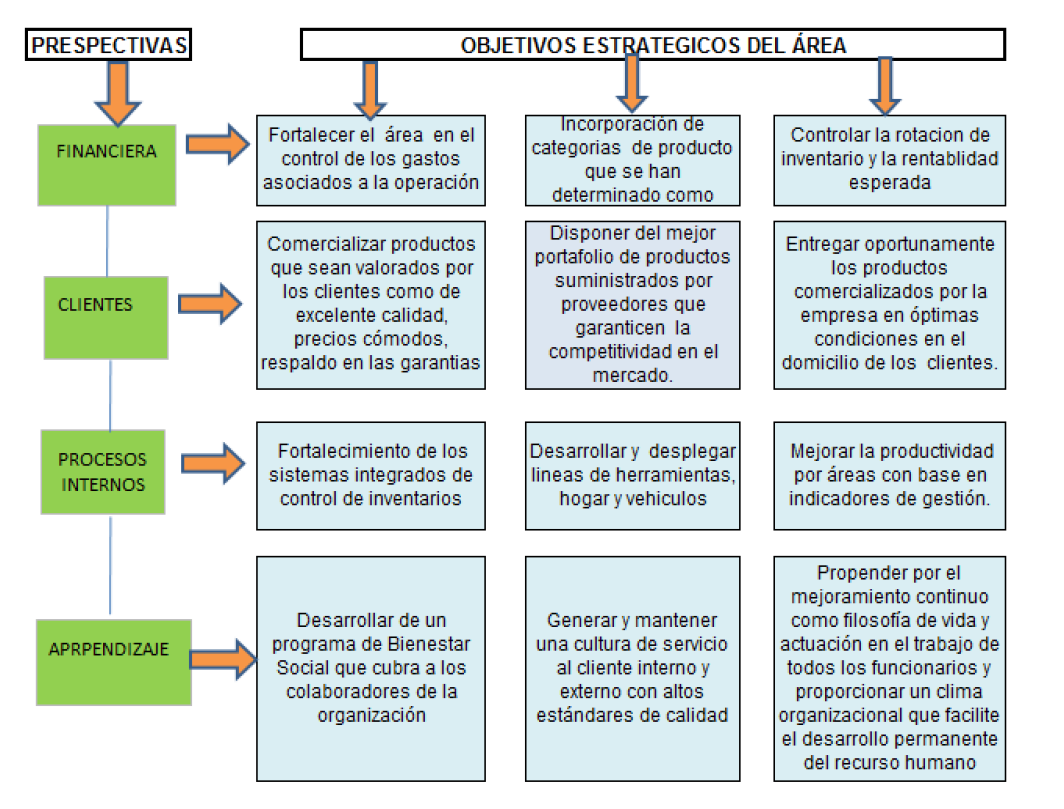 PRESPECTIVAS
OBJETIVOS ESTRATEGICOS DEL ÁREA
FINANCIERA
Fortalecer el área en el
control de los gastos
asociados a la operación
Incorporación de
categorias de producto
que se han
determinado como
Controlar la rotacion de
inventario y la rentablidad
esperada
CLIENTES
Comercializar productos
que sean valorados por
los clientes como de
excelente calidad,
precios cómodos,
respaldo en las garantias
Disponer del mejor
portafolio de productos
suministrados por
proveedores que
garanticen la
competitividad en el
mercado.
Entregar oportunamente
los productos
comercializados por la
empresa en óptimas
condiciones en el
domicilio de los clientes.
PROCESOS
INTERNOS
Fortalecimiento de los
sistemas integrados de
control de inventarios
Desarrollar y desplegar
lineas de herramientas,
hogar y vehiculos
Mejorar la productividad
por áreas con base en
indicadores de gestión.
APRPENDIZAJE
Desarrollar de un
programa de Bienestar
Social que cubra a los
colaboradores de la
organización
Generar y mantener
una cultura de servicio
al cliente interno y
externo con altos
estándares de calidad
Propender por el
mejoramiento continuo
como filosofía de vida y
actuación en el trabajo de
todos los funcionarios y
proporcionar un clima
organizacional que facilite
el desarrollo permanente
del recurso humano